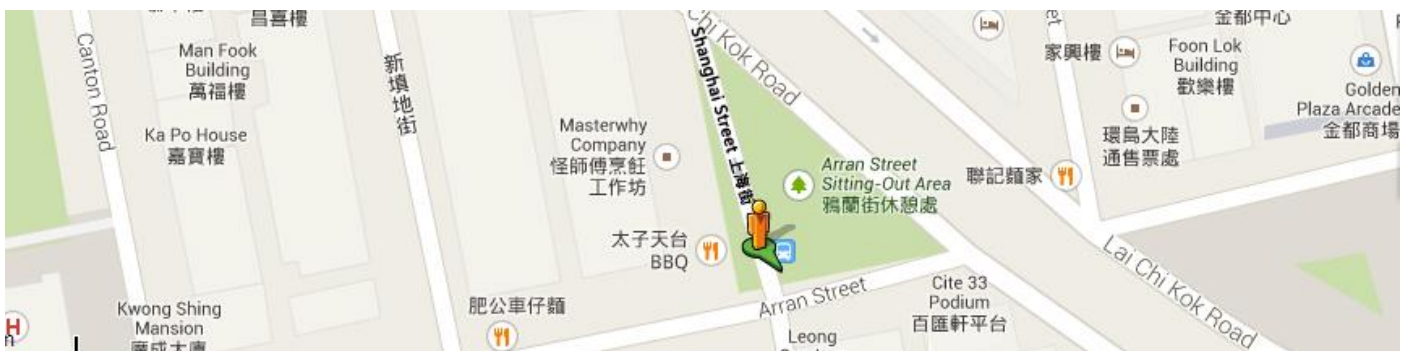 昌喜樓
Canton Road
Man Fook
Building
萬福樓
Ka Po House
嘉寶樓
Kwong Shing
Mansion
廣成大廈
H
新填地街
Masterwhy
Company
怪師傅烹飪
工作坊
太子天台
BBQ
肥公車仔麵
Shanghai Street 上海街
Chi Kok Road
Arran Street
Sitting-Out Area
鴉蘭街休憩處
Arran Street
Leong
Cite 33
Podium
百匯軒平台
Lai Chi Kok Road
聯記麵家
家興樓
金都中心
Foon Lok
Building
歡樂樓
環島大陸
通售票處
Golden
Plaza Arcade
金都商場